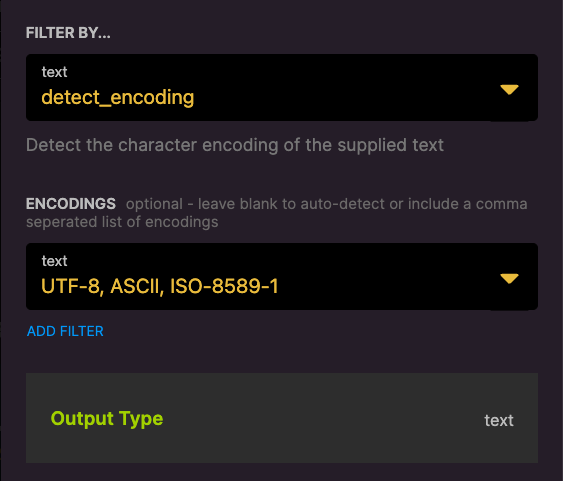 FILTER BY...
text
detect_encoding
Detect the character encoding of the supplied text
ENCODINGS optional - leave blank to auto-detect or include a comma
seperated list of encodings
text
UTF-8, ASCII, ISO-8589-1
ADD FILTER
Output Type text